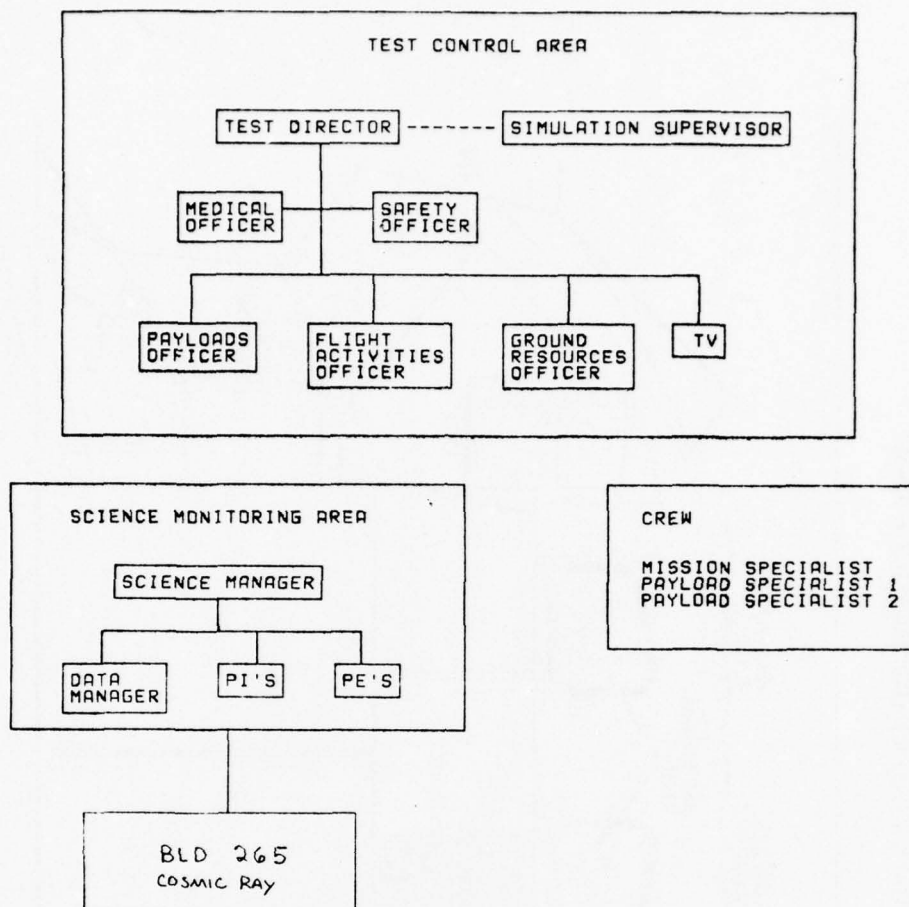 TEST CONTROL AREA
TEST DIRECTOR
SIMULATION SUPERVISOR
MEDICAL
OFFICER
SAFETY
OFFICER
PAYLOADS
OFFICER
FLIGHT
ACTIVITIES
OFFICER
GROUND
RESOURCES
OFFICER
TV
SCIENCE MONITORING AREA
SCIENCE MANAGER
DATA
MANAGER
PI'S
PE'S
CREW
MISSION SPECIALIST
PAYLOAD SPECIALIST 1
PAYLOAD SPECIALIST 2
BLD 265
COSMIC RAY